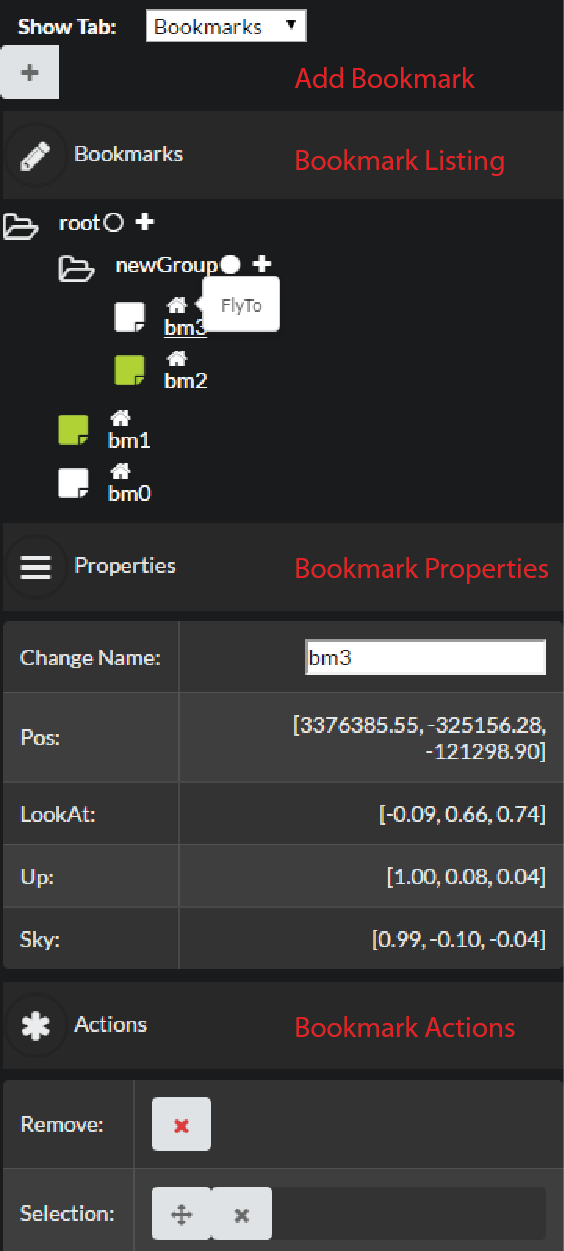 Show Tab: Bookmarks
Add Bookmark
Bookmarks Bookmark Listing
root
newGroup
FlyTo
bm3
bm2
bm1
bm0
Properties Bookmark Properties
Change Name: bm3
Pos: [3376385.55, -325156.28,
-121298.90]
LookAt: [-0.09, 0.66, 0.74]
Up: [1.00, 0.08, 0.04]
Sky: [0.99, -0.10, -0.04]
Actions Bookmark Actions
Remove:
Selection: